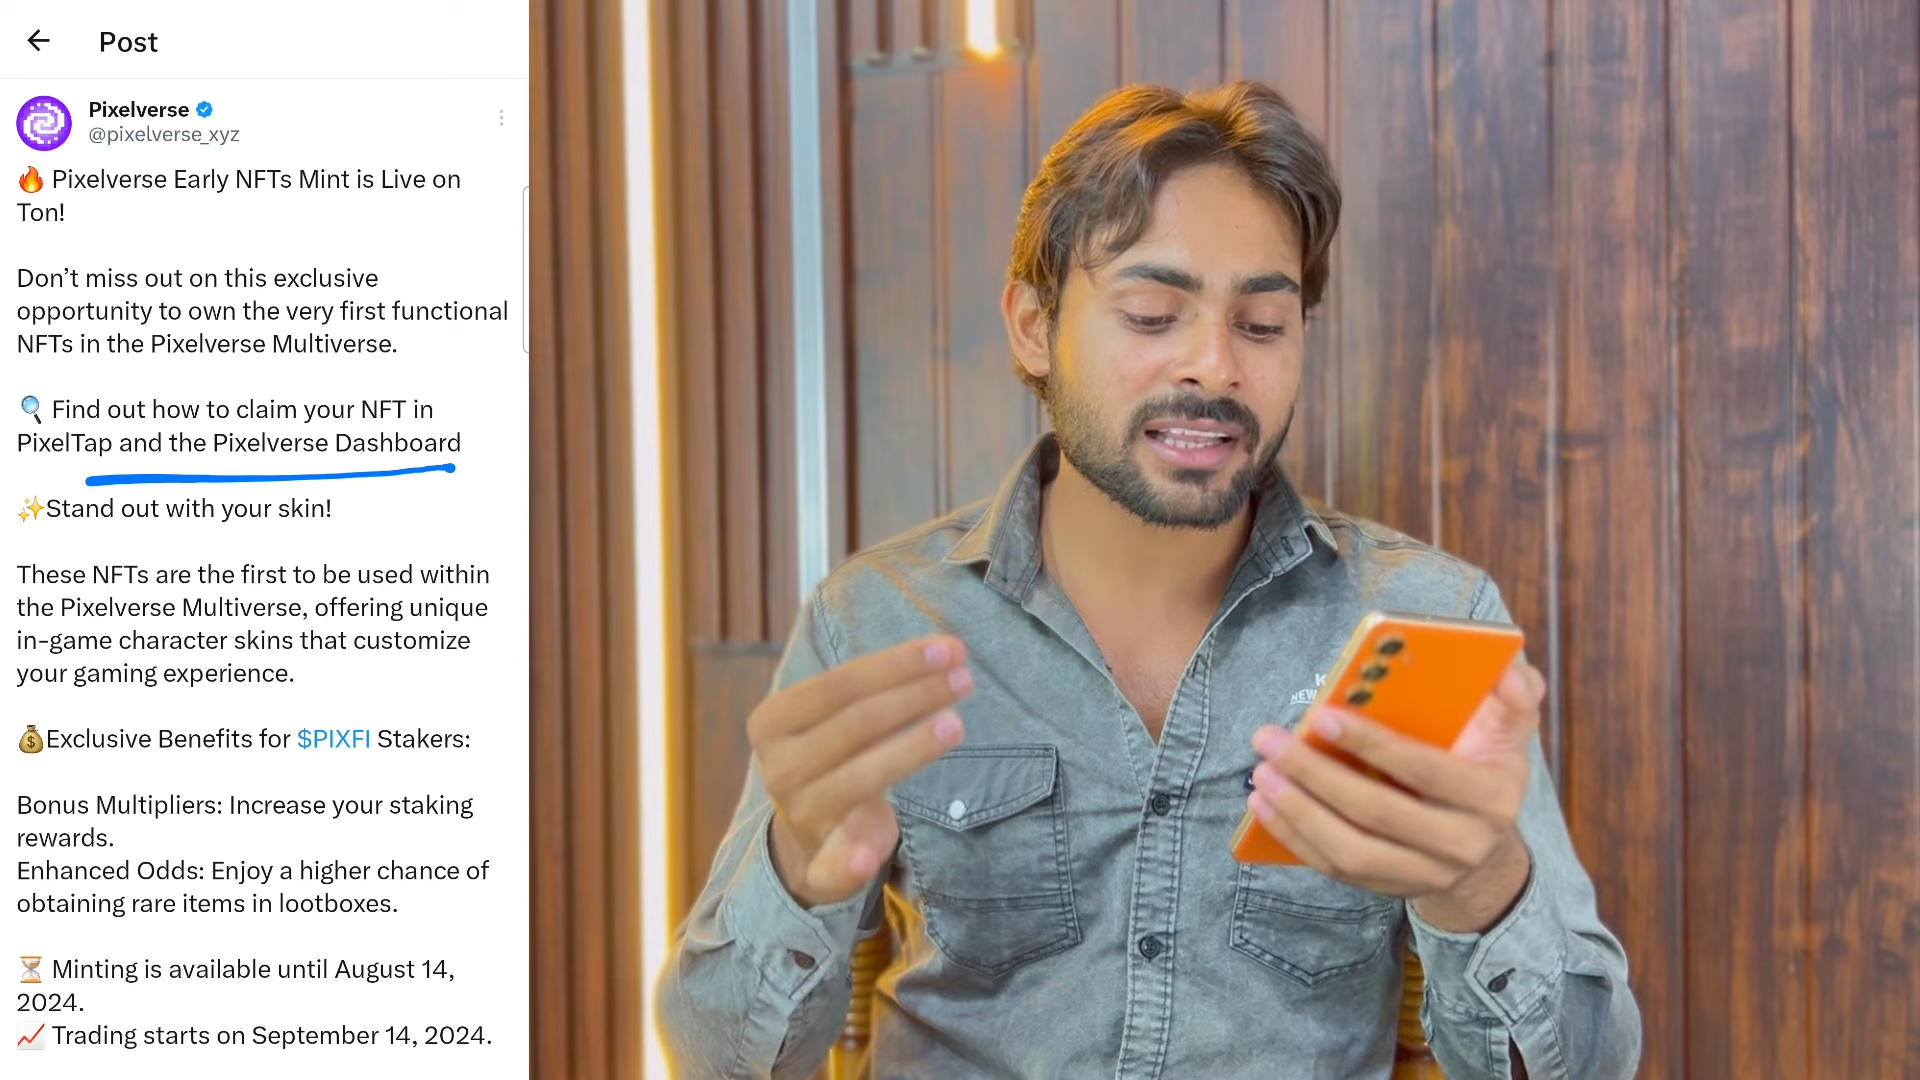 Post
Pixelverse
@pixelverse_xyz
🔥 Pixelverse Early NFTs Mint is Live on
Ton!
Don’t miss out on this exclusive
opportunity to own the very first functional
NFTs in the Pixelverse Multiverse.
🔍 Find out how to claim your NFT in
PixelTap and the Pixelverse Dashboard
✨Stand out with your skin!
These NFTs are the first to be used within
the Pixelverse Multiverse, offering unique
in-game character skins that customize
your gaming experience.
💰Exclusive Benefits for $PIXFI Stakers:
Bonus Multipliers: Increase your staking
rewards.
Enhanced Odds: Enjoy a higher chance of
obtaining rare items in lootboxes.
⏳ Minting is available until August 14,
2024.
📈 Trading starts on September 14, 2024.